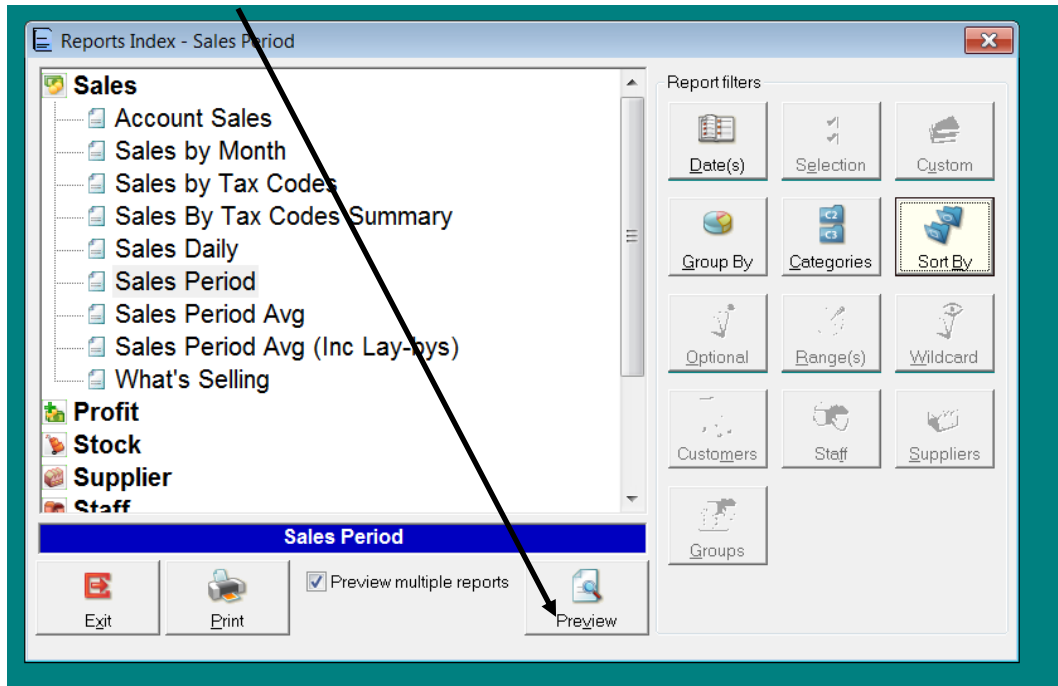 Reports Index - Sales Period
Sales
Account Sales
Sales by Month
Sales by Tax Codes
Sales By Tax Codes Summary
Sales Daily
Sales Period
Sales Period Avg
Sales Period Avg (Inc Lay-bys)
What's Selling
Profit
Stock
Supplier
Staff
Sales Period
Exit
Print
Preview multiple reports
Preview
Report filters
Date(s)
Selection
Custom
Group By
C2
C3
Categories
Sort By
Optional
Range(s)
Wildcard
Customers
Staff
Suppliers
Groups